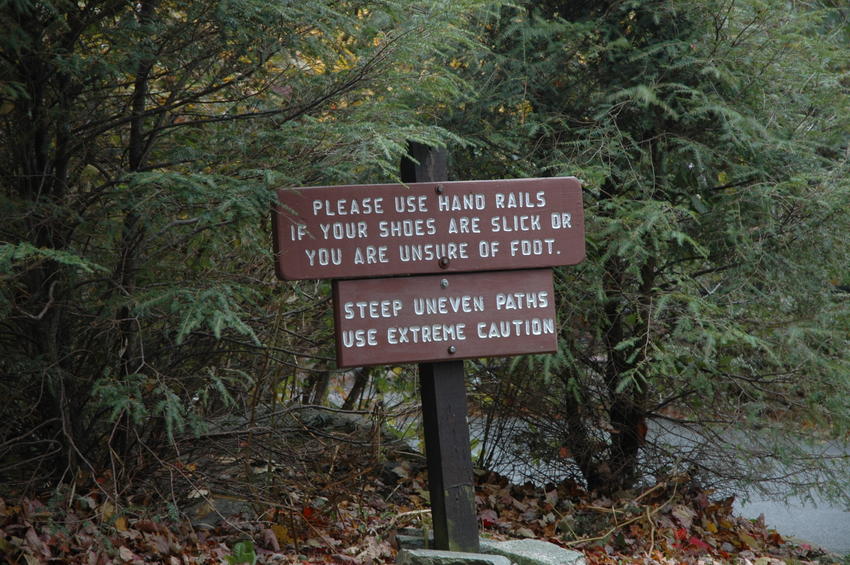 PLEASE USE HAND RAILS
IF YOUR SHOES ARE SLICK OR
YOU ARE UNSURE OF FOOT.
STEEP UNEVEN PATHS
USE EXTREME CAUTION